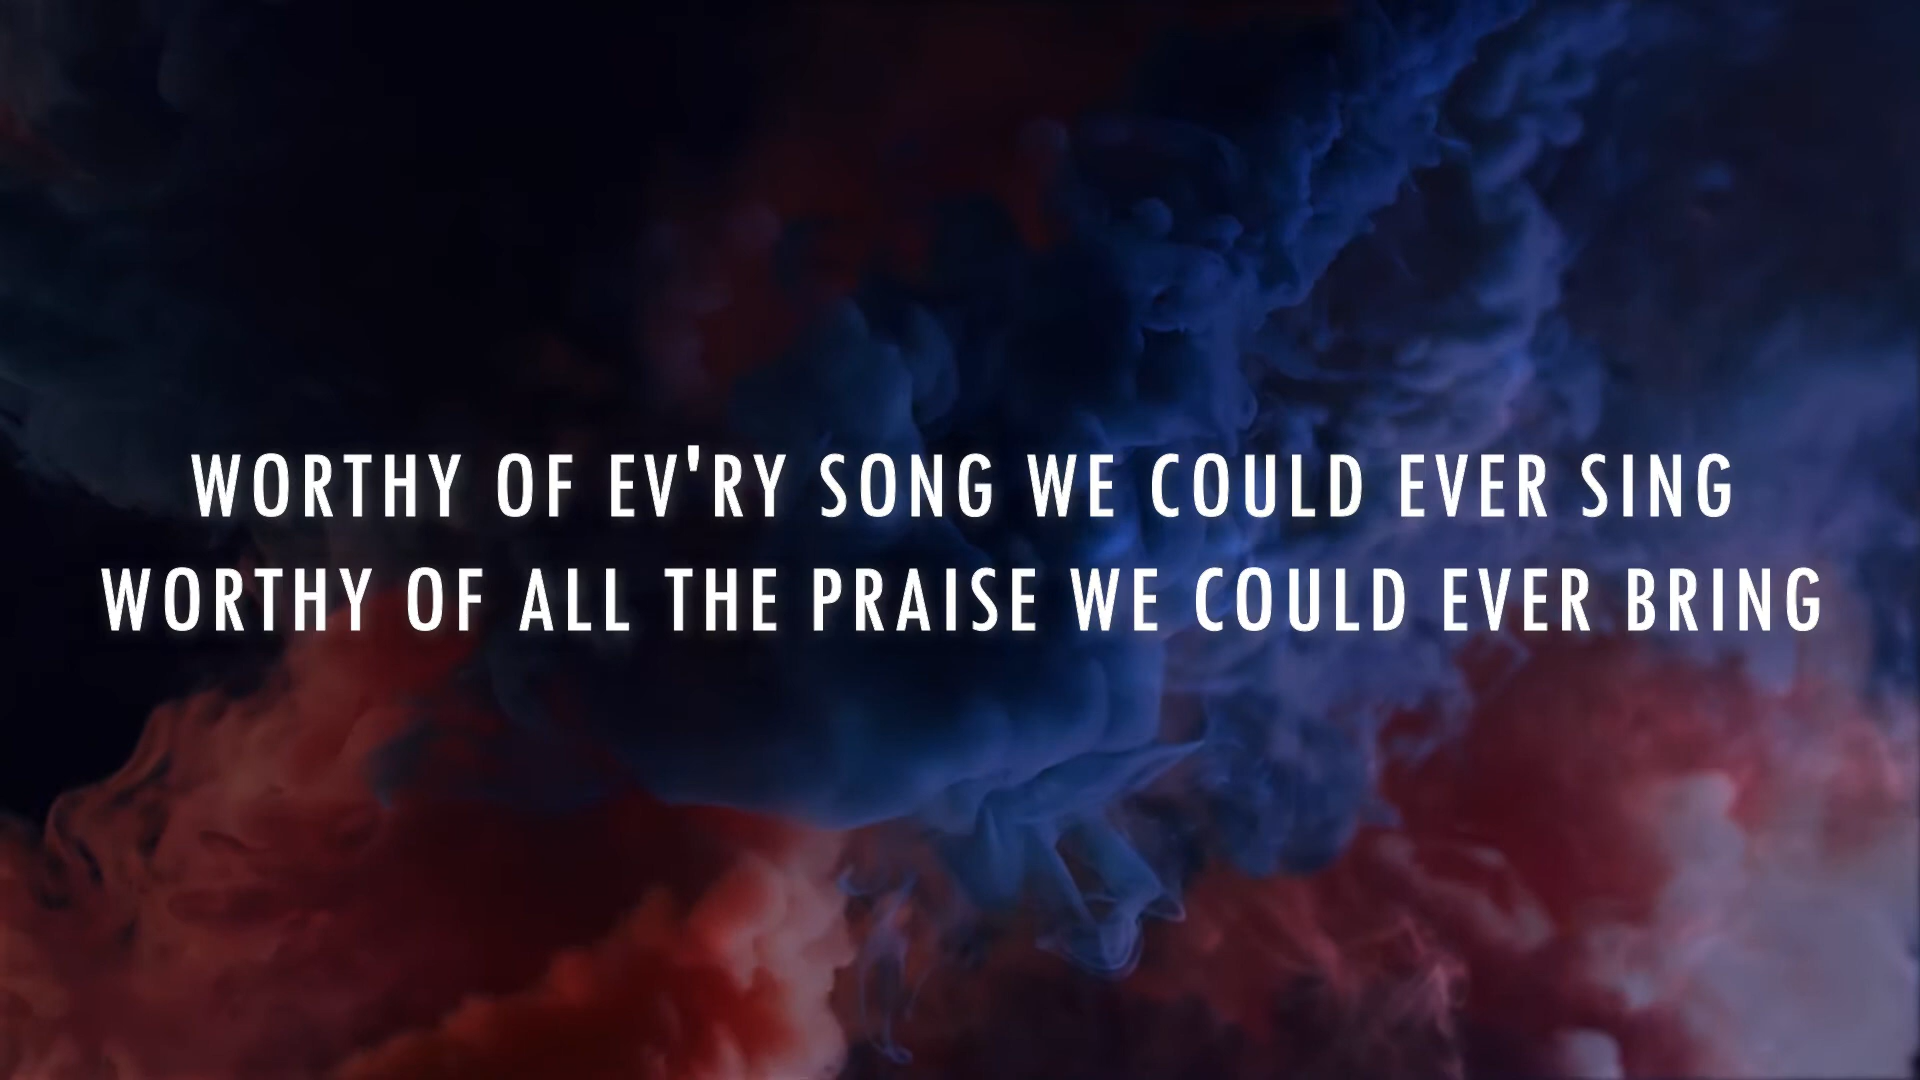 WORTHY OF EV'RY SONG WE COULD EVER SING
WORTHY OF ALL THE PRAISE WE COULD EVER BRING